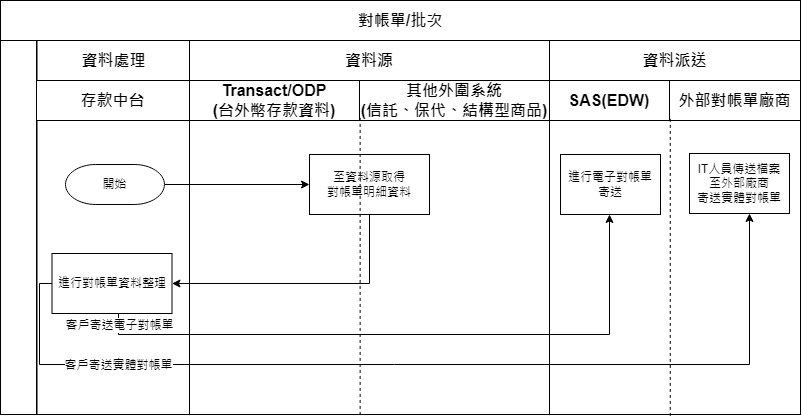 對帳單/批次
資料處理
資料源
資料派送
存款中台
Transact/ODP
(台外幣存款資料)
其他外圍系統
(信託、保代、結構型商品)
SAS(EDW)
外部對帳單廠商
開始
至資料源取得
對帳單明細資料
進行電子對帳單
寄送
IT人員傳送檔案
至外部廠商
寄送實體對帳單
進行對帳單資料整理
客戶寄送電子對帳單
客戶寄送實體對帳單